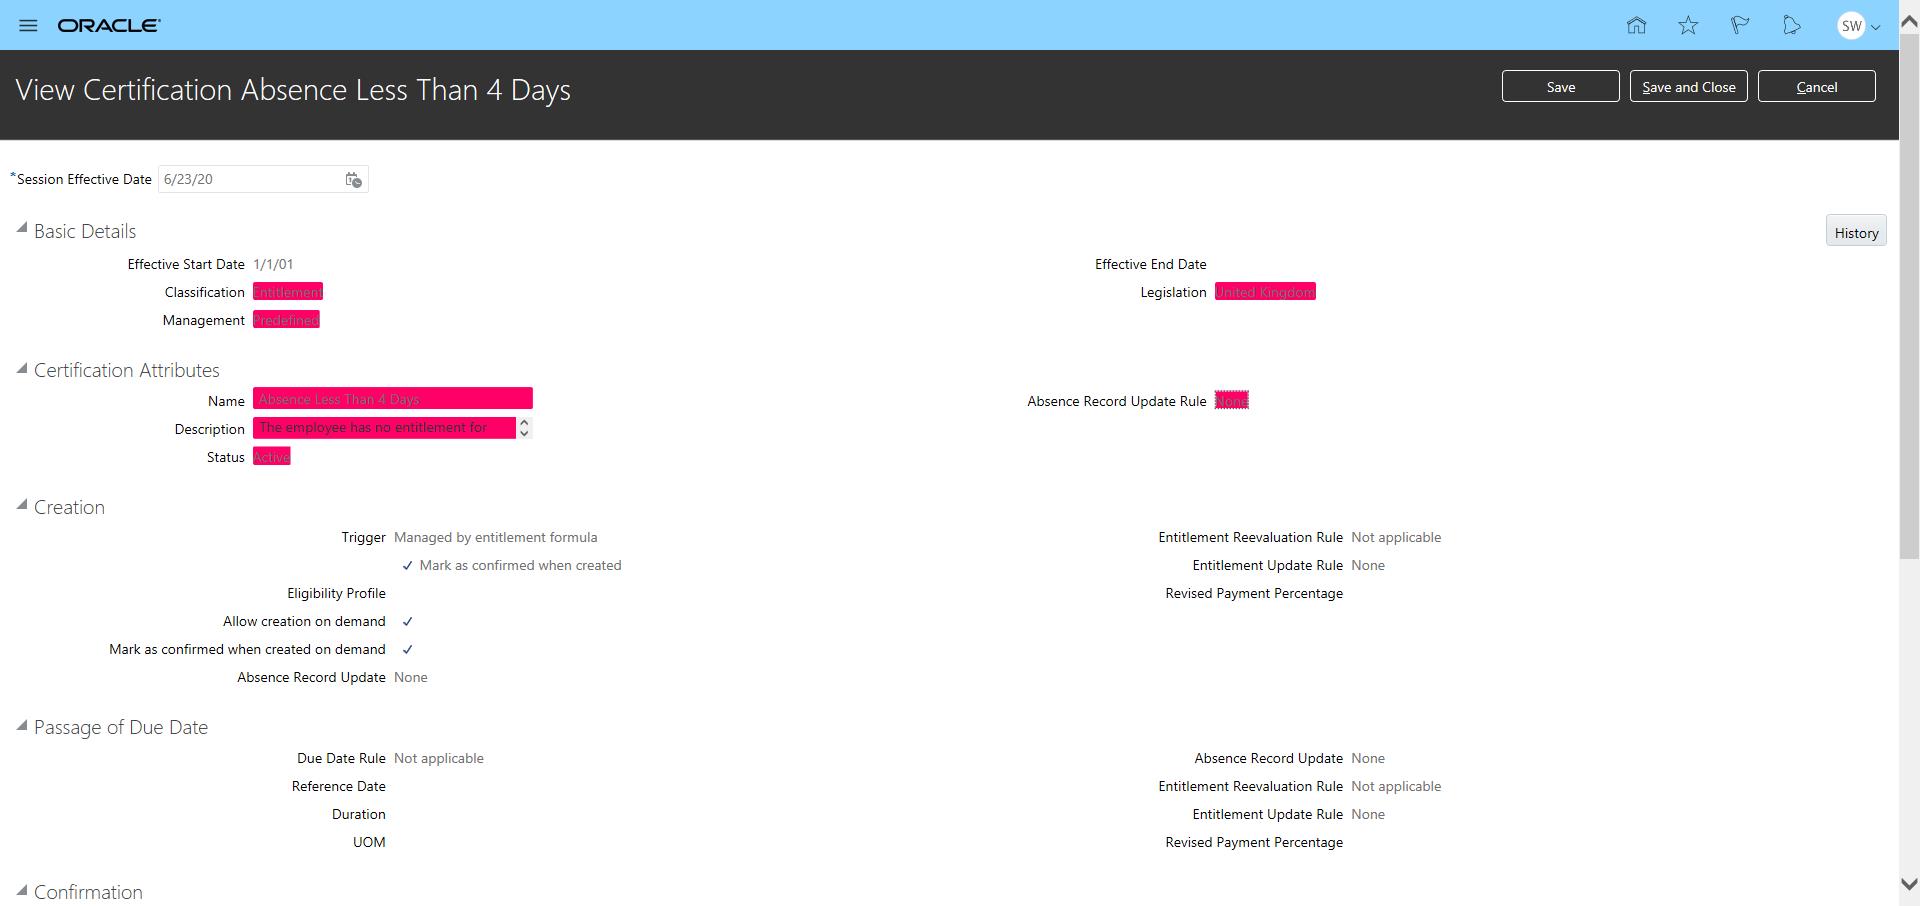 ORACLE
SW
View Certification Absence Less Than 4 Days
Save
Save and Close
Cancel
*Session Effective Date 6/23/20
Basic Details
History
Effective Start Date 1/1/01
Effective End Date
Classification Entitlement
Legislation United Kingdom
Management Predefined
Certification Attributes
Name Absence Less Than 4 Days
Absence Record Update Rule None
Description The employee has no entitlement for
Status Active
Creation
Trigger Managed by entitlement formula
Entitlement Reevaluation Rule Not applicable
Mark as confirmed when created
Entitlement Update Rule None
Eligibility Profile
Revised Payment Percentage
Allow creation on demand
Mark as confirmed when created on demand
Absence Record Update None
Passage of Due Date
Due Date Rule Not applicable
Absence Record Update None
Reference Date
Entitlement Reevaluation Rule Not applicable
Duration
Entitlement Update Rule None
UOM
Revised Payment Percentage
Confirmation